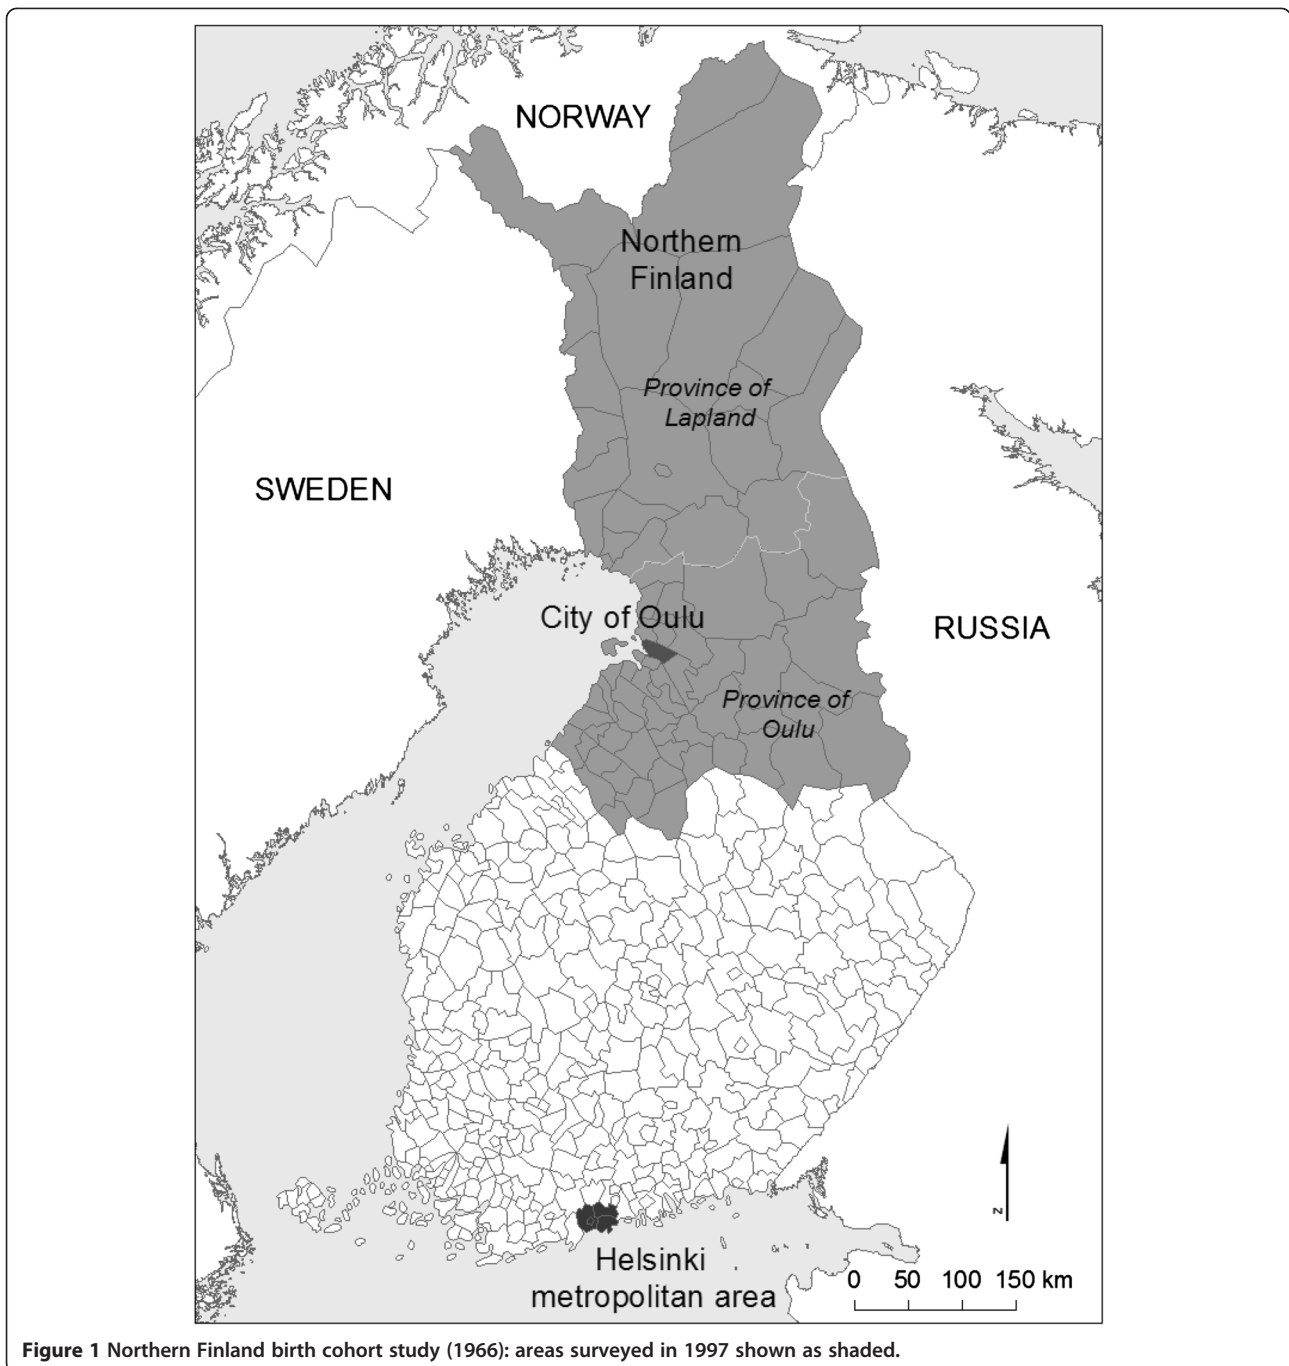 NORWAY
Northern
Finland
Province of
Lapland
SWEDEN
City of Oulu
RUSSIA
Province of
Oulu
N
Helsinki
metropolitan area
0 50 100 150 km
Figure 1 Northern Finland birth cohort study (1966): areas surveyed in 1997 shown as shaded.